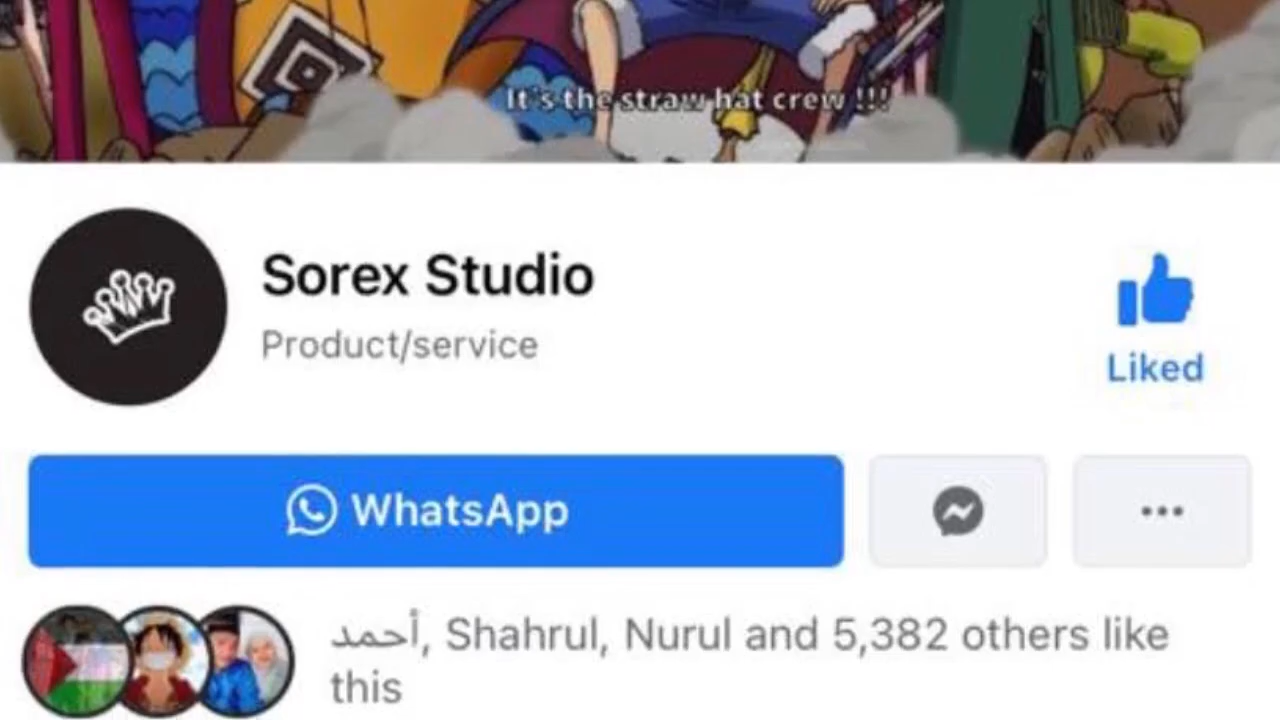 It's the straw hat crew !!!
Sorex Studio
Product/service
Liked
WhatsApp
أحمد, Shahrul, Nurul and 5,382 others like
this